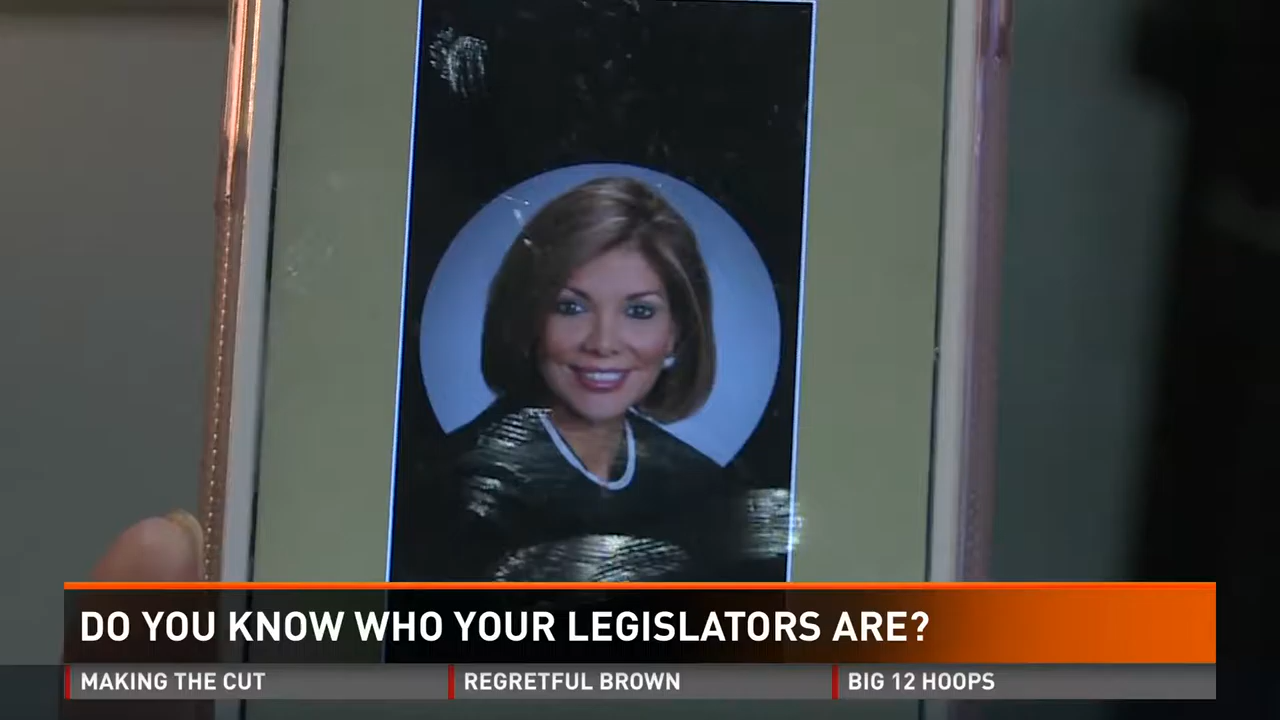 DO YOU KNOW WHO YOUR LEGISLATORS ARE?
MAKING THE CUT
REGRETFUL BROWN
BIG 12 HOOPS